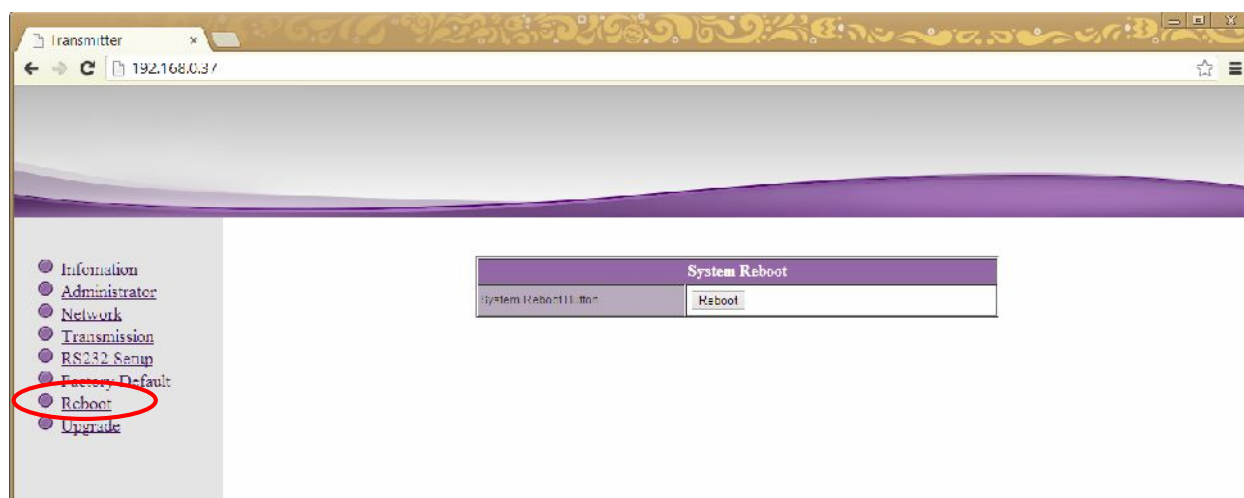 Transmitter
192.168.0.37
Infomation
Administrator
Network
Transmission
RS232 Setup
Factory Default
Reboot
Upgrade
System Reboot
System Reboot Button
Reboot